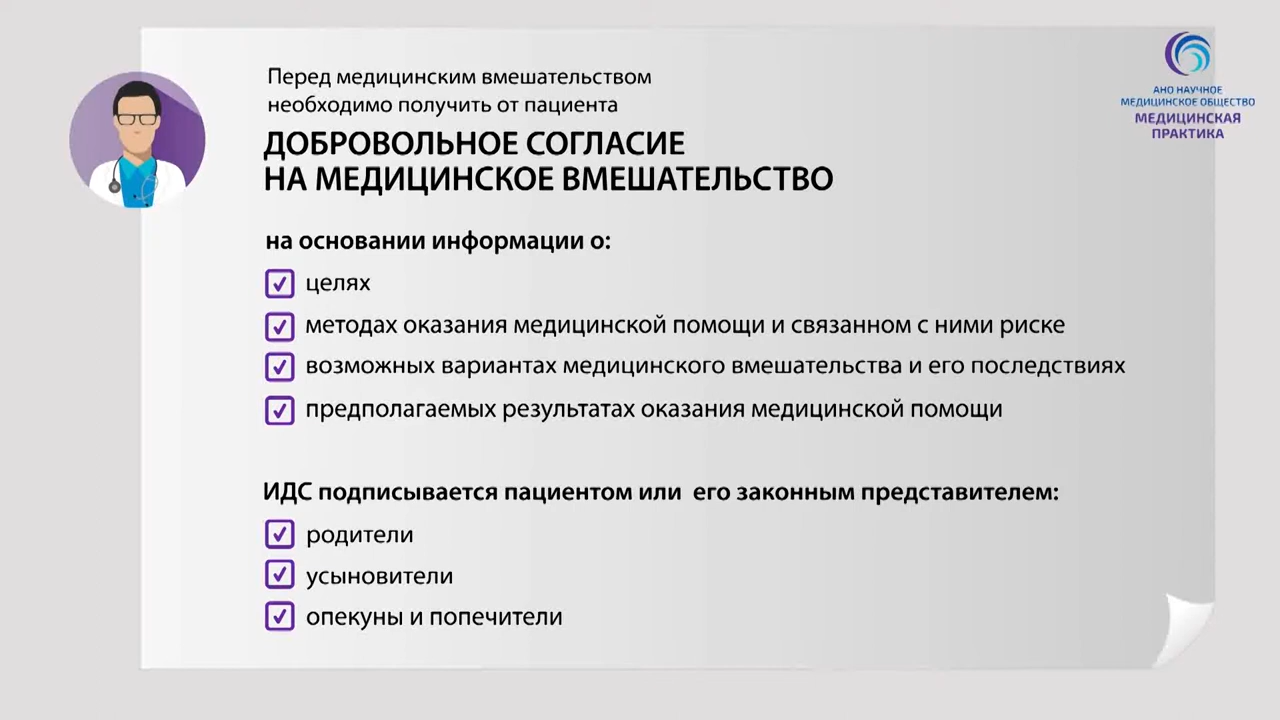 Перед медицинским вмешательством
необходимо получить от пациента
ДОБРОВОЛЬНОЕ СОГЛАСИЕ
НА МЕДИЦИНСКОЕ ВМЕШАТЕЛЬСТВО
АНО НАУЧНОЕ
МЕДИЦИНСКОЕ ОБЩЕСТВО
МЕДИЦИНСКАЯ
ПРАКТИКА
на основании информации о:
целях
методах оказания медицинской помощи и связанном с ними риске
возможных вариантах медицинского вмешательства и его последствиях
предполагаемых результатах оказания медицинской помощи
ИДС подписывается пациентом или его законным представителем:
родители
усыновители
опекуны и попечители